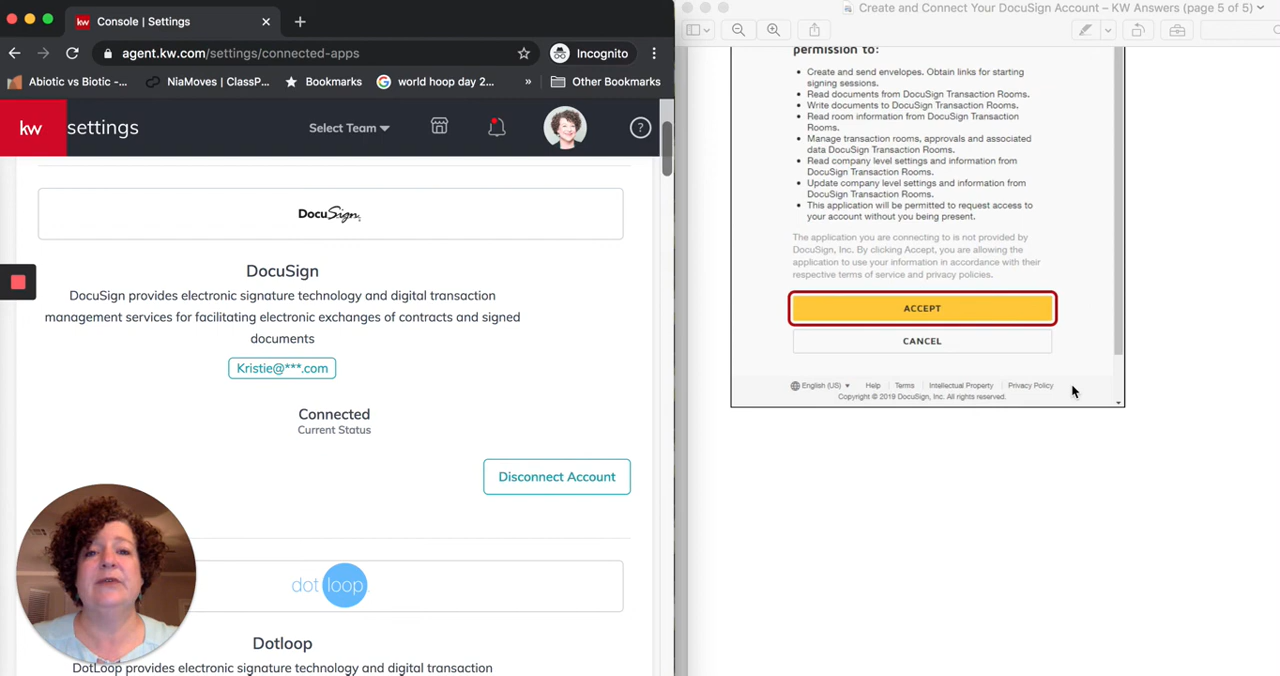 kw Console | Settings
agent.kw.com/settings/connected-apps
Incognito
Abiotic vs Biotic -...
NiaMoves | ClassP...
Bookmarks
world hoop day 2...
»
Other Bookmarks
kw settings
Select Team
?
DocuSign
DocuSign
DocuSign provides electronic signature technology and digital transaction
management services for facilitating electronic exchanges of contracts and signed
documents
Kristie@***.com
Connected
Current Status
Disconnect Account
dot loop
Dotloop
DotLoop provides electronic signature technology and digital transaction
Create and Connect Your DocuSign Account – KW Answers (page 5 of 5)
permission to:
• Create and send envelopes. Obtain links for starting
signing sessions.
• Read documents from DocuSign Transaction Rooms.
• Write documents to DocuSign Transaction Rooms.
• Read room information from DocuSign Transaction
Rooms.
• Manage transaction rooms, approvals and associated
data DocuSign Transaction Rooms.
• Read company level settings and information from
DocuSign Transaction Rooms.
• Update company level settings and information from
DocuSign Transaction Rooms.
• This application will be permitted to request access to
your account without you being present.
The application you are connecting to is not provided by
DocuSign, Inc. By clicking Accept, you are allowing the
application to use your information in accordance with their
respective terms of service and privacy policies.
ACCEPT
CANCEL
English (US) Help Terms Intellectual Property Privacy Policy
Copyright © 2019 DocuSign, Inc. All rights reserved.